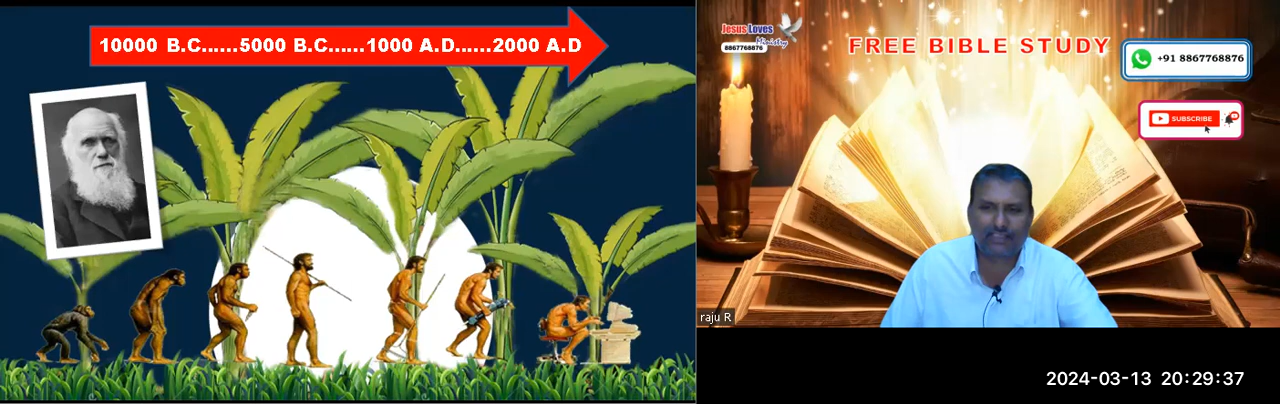 10000 B.C......5000 B.C......1000 A.D......2000 A.D
Jesus Loves
Ministry
8867768876
FREE BIBLE STUDY
+91 8867768876
SUBSCRIBE
raju R
2024-03-13 20:29:37